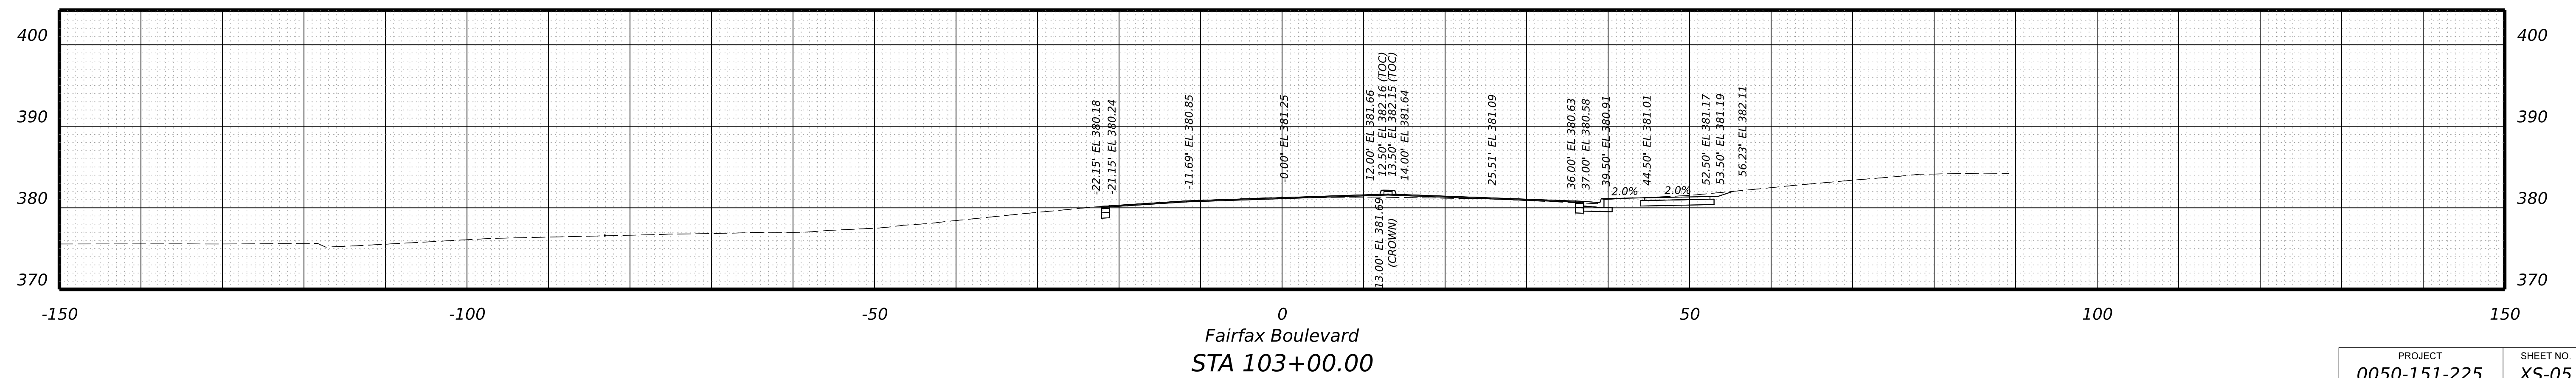 400
400
390
390
380
380
370
370
-22.15' EL 380.18
-21.15' EL 380.24
-11.69' EL 380.85
-0.00' EL 381.25
12.00' EL 381.66
12.50' EL 382.16 (TOC)
13.50' EL 382.15 (TOC)
14.00' EL 381.64
25.51' EL 381.09
36.00' EL 380.63
37.00' EL 380.58
39.50' EL 380.91
44.50' EL 381.01
52.50' EL 381.17
53.50' EL 381.19
56.23' EL 382.11
2.0%
2.0%
13.00' EL 381.69
(CROWN)
-150
-100
-50
0
50
100
150
Fairfax Boulevard
STA 103+00.00
PROJECT
SHEET NO.
0050-151-225
XS-05